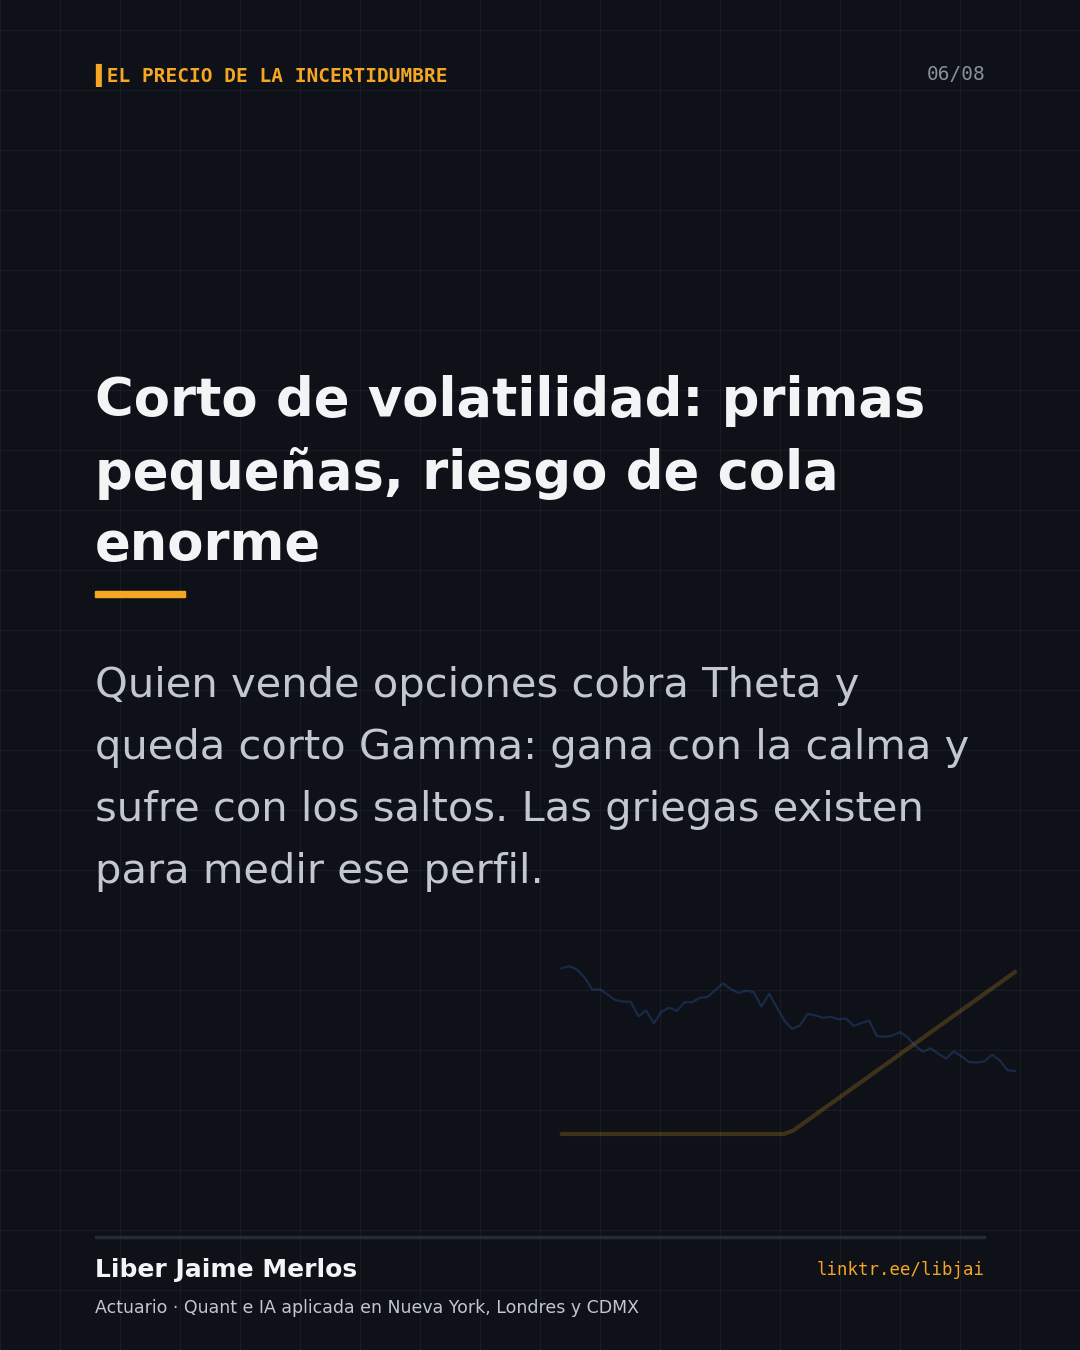 EL PRECIO DE LA INCERTIDUMBRE
06/08
Corto de volatilidad: primas
pequeñas, riesgo de cola
enorme
Quien vende opciones cobra Theta y
queda corto Gamma: gana con la calma y
sufre con los saltos. Las griegas existen
para medir ese perfil.
Liber Jaime Merlos
linktr.ee/libjai
Actuario · Quant e IA aplicada en Nueva York, Londres y CDMX